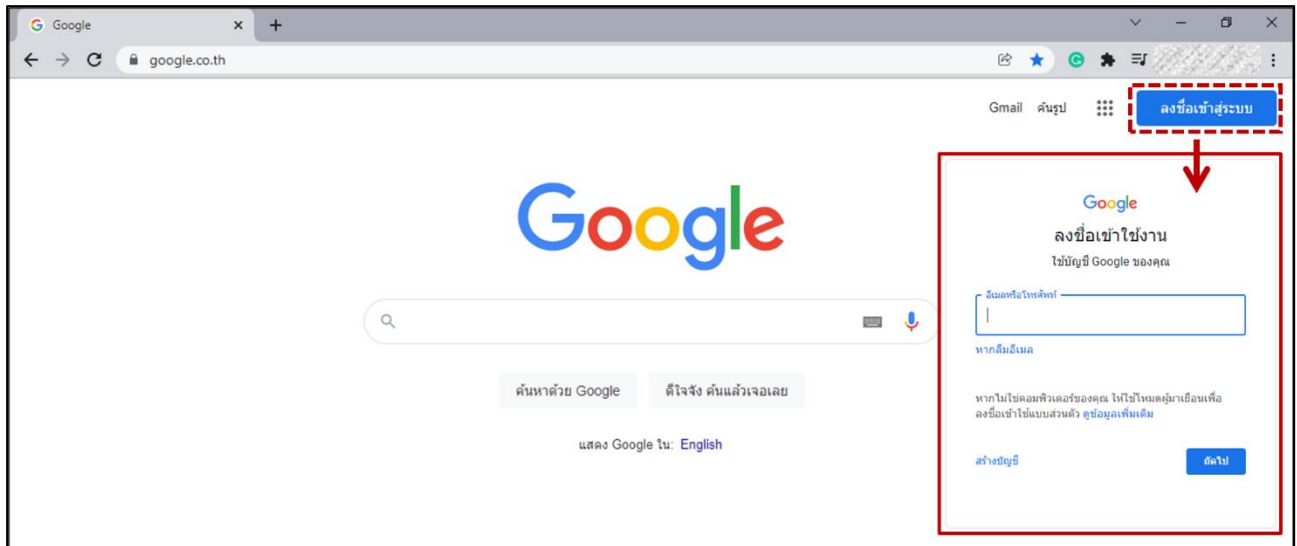 Google
google.co.th
Gmail ค้นรูป
ลงชื่อเข้าสู่ระบบ
Google
ค้นหาด้วย Google ดีใจจัง ค้นแล้วเจอเลย
แสดง Google ใน: English
Google
ลงชื่อเข้าใช้งาน
ใช้บัญชี Google ของคุณ
อีเมลหรือโทรศัพท์
หากลืมอีเมล
หากไม่ใช่คอมพิวเตอร์ของคุณ ให้ใช้โหมดผู้มาเยือนเพื่อ
ลงชื่อเข้าใช้แบบส่วนตัว ดูข้อมูลเพิ่มเติม
สร้างบัญชี ถัดไป